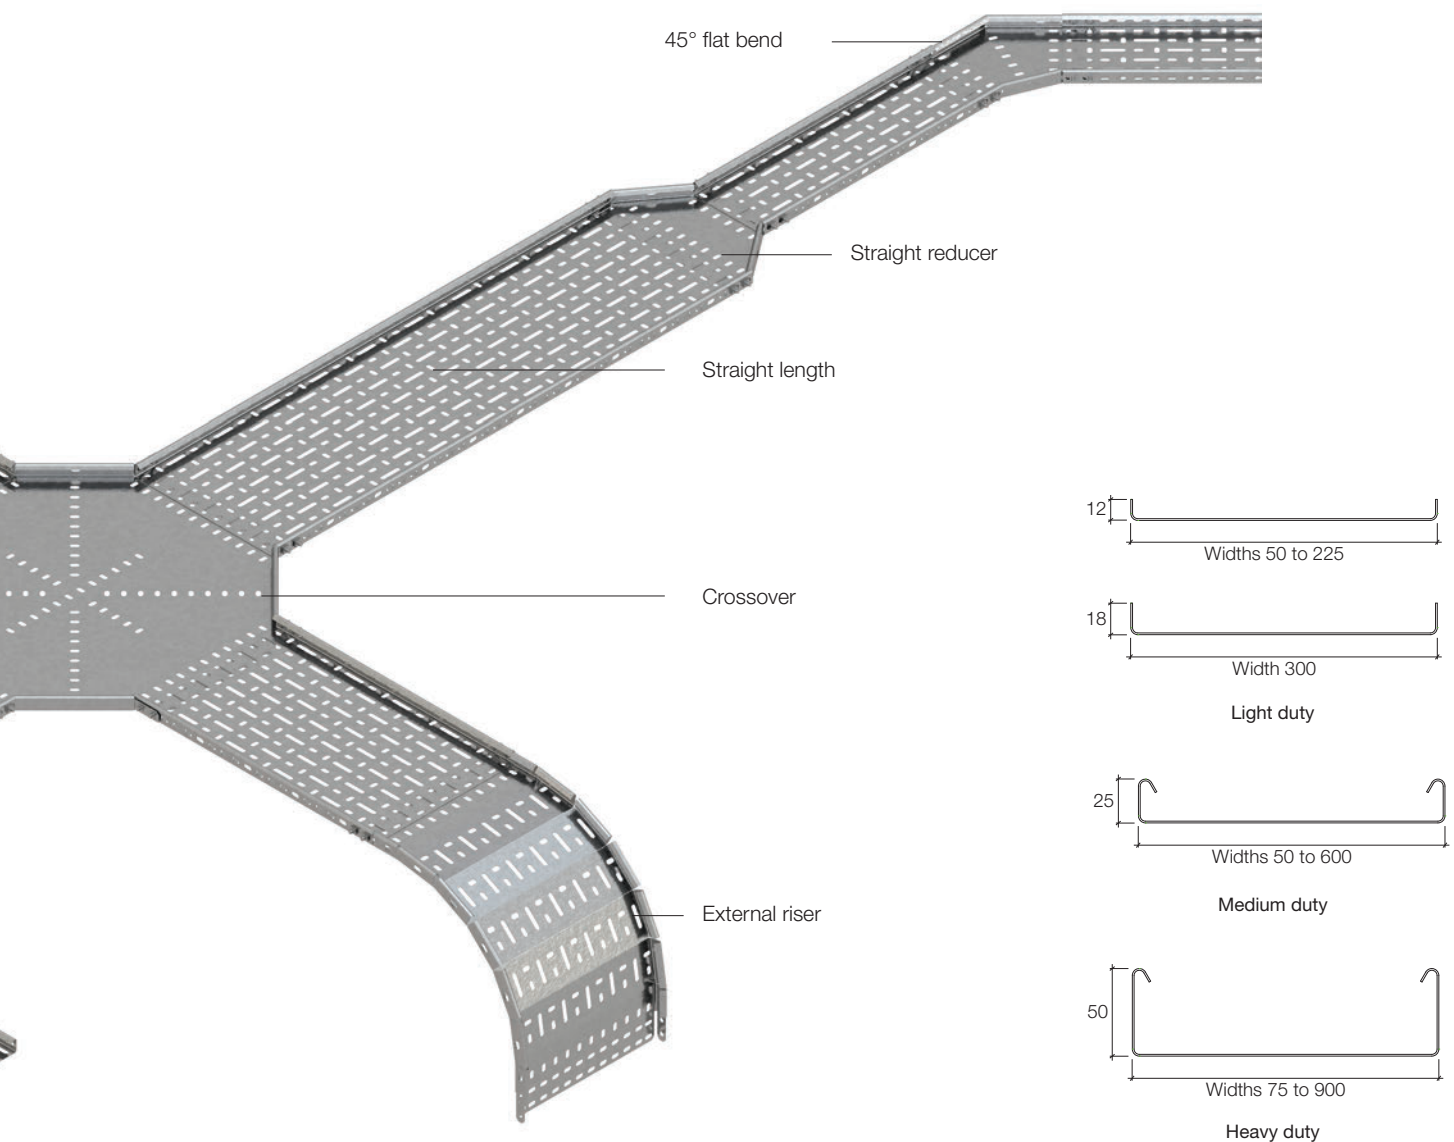 45° flat bend
Straight reducer
Straight length
Crossover
External riser
12
Widths 50 to 225
18
Width 300
Light duty
25
Widths 50 to 600
Medium duty
50
Widths 75 to 900
Heavy duty